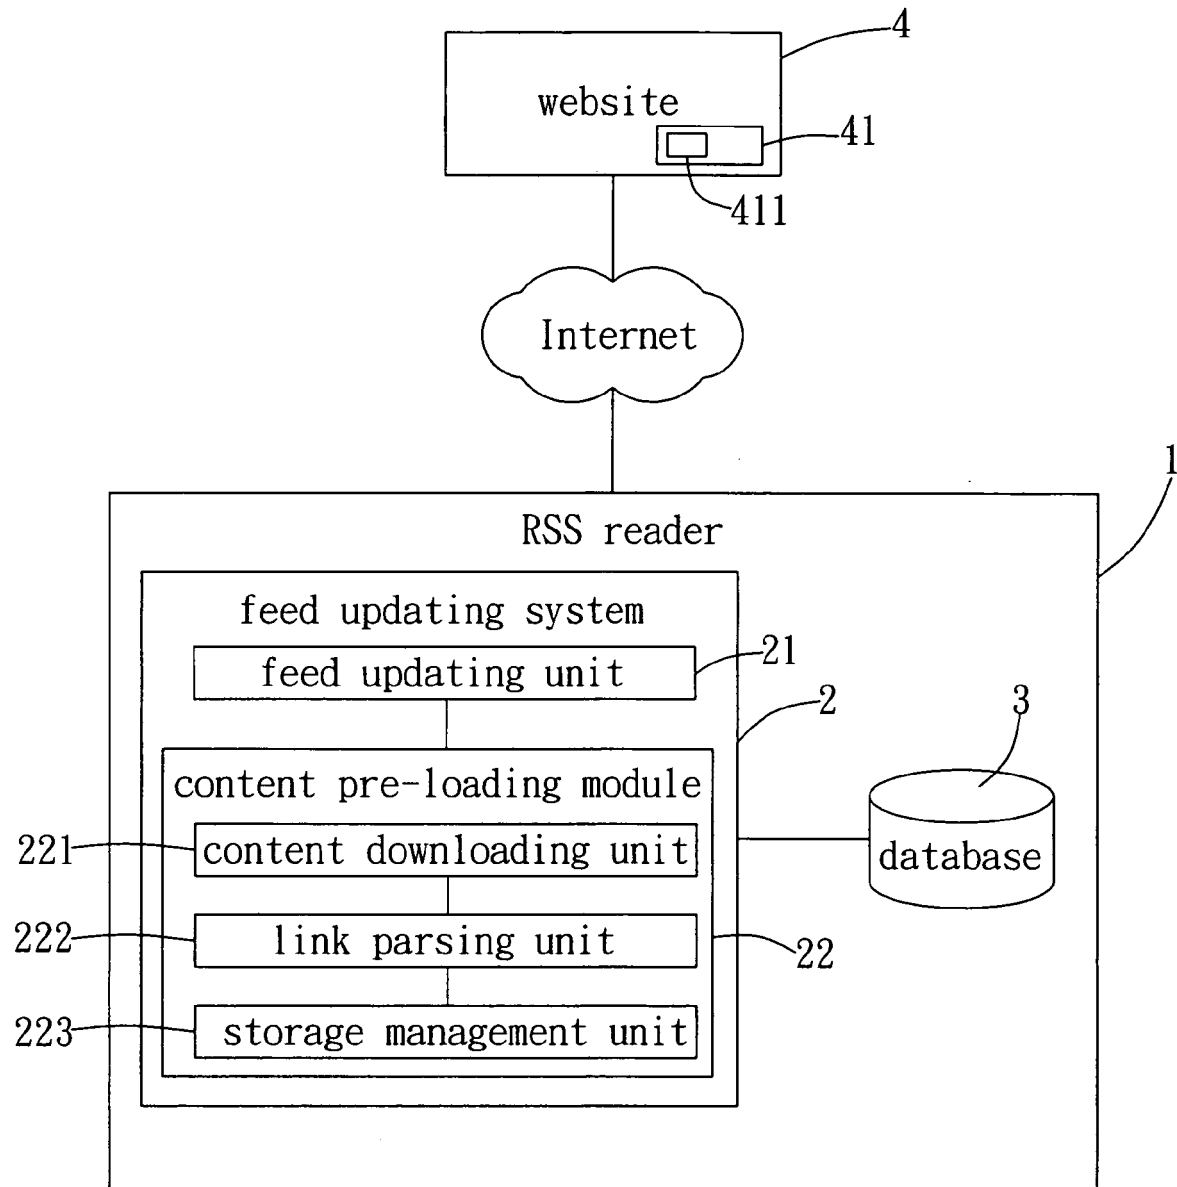 4
website
41
411
Internet
1
RSS reader
feed updating system
21
feed updating unit
2
3
content pre-loading module
221
content downloading unit
database
222
link parsing unit
22
223
storage management unit